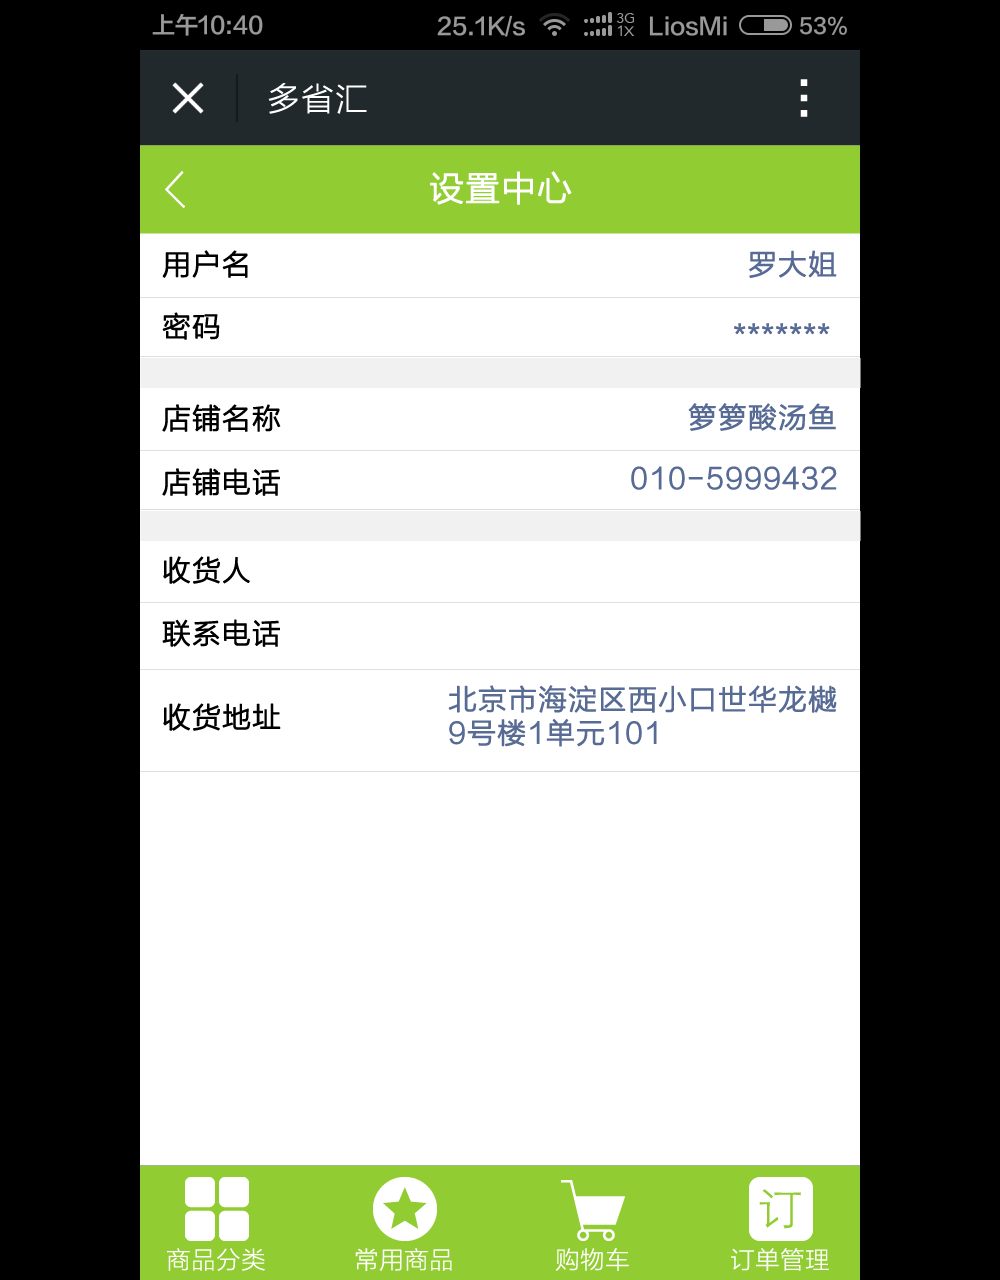 上午10:40 25.1K/s 3G 1X LiosMi 53%
多省汇
设置中心
用户名 罗大姐
密码 *******
店铺名称 箩箩酸汤鱼
店铺电话 010-5999432
收货人
联系电话
收货地址 北京市海淀区西小口世华龙樾
9号楼1单元101
订
商品分类 常用商品 购物车 订单管理